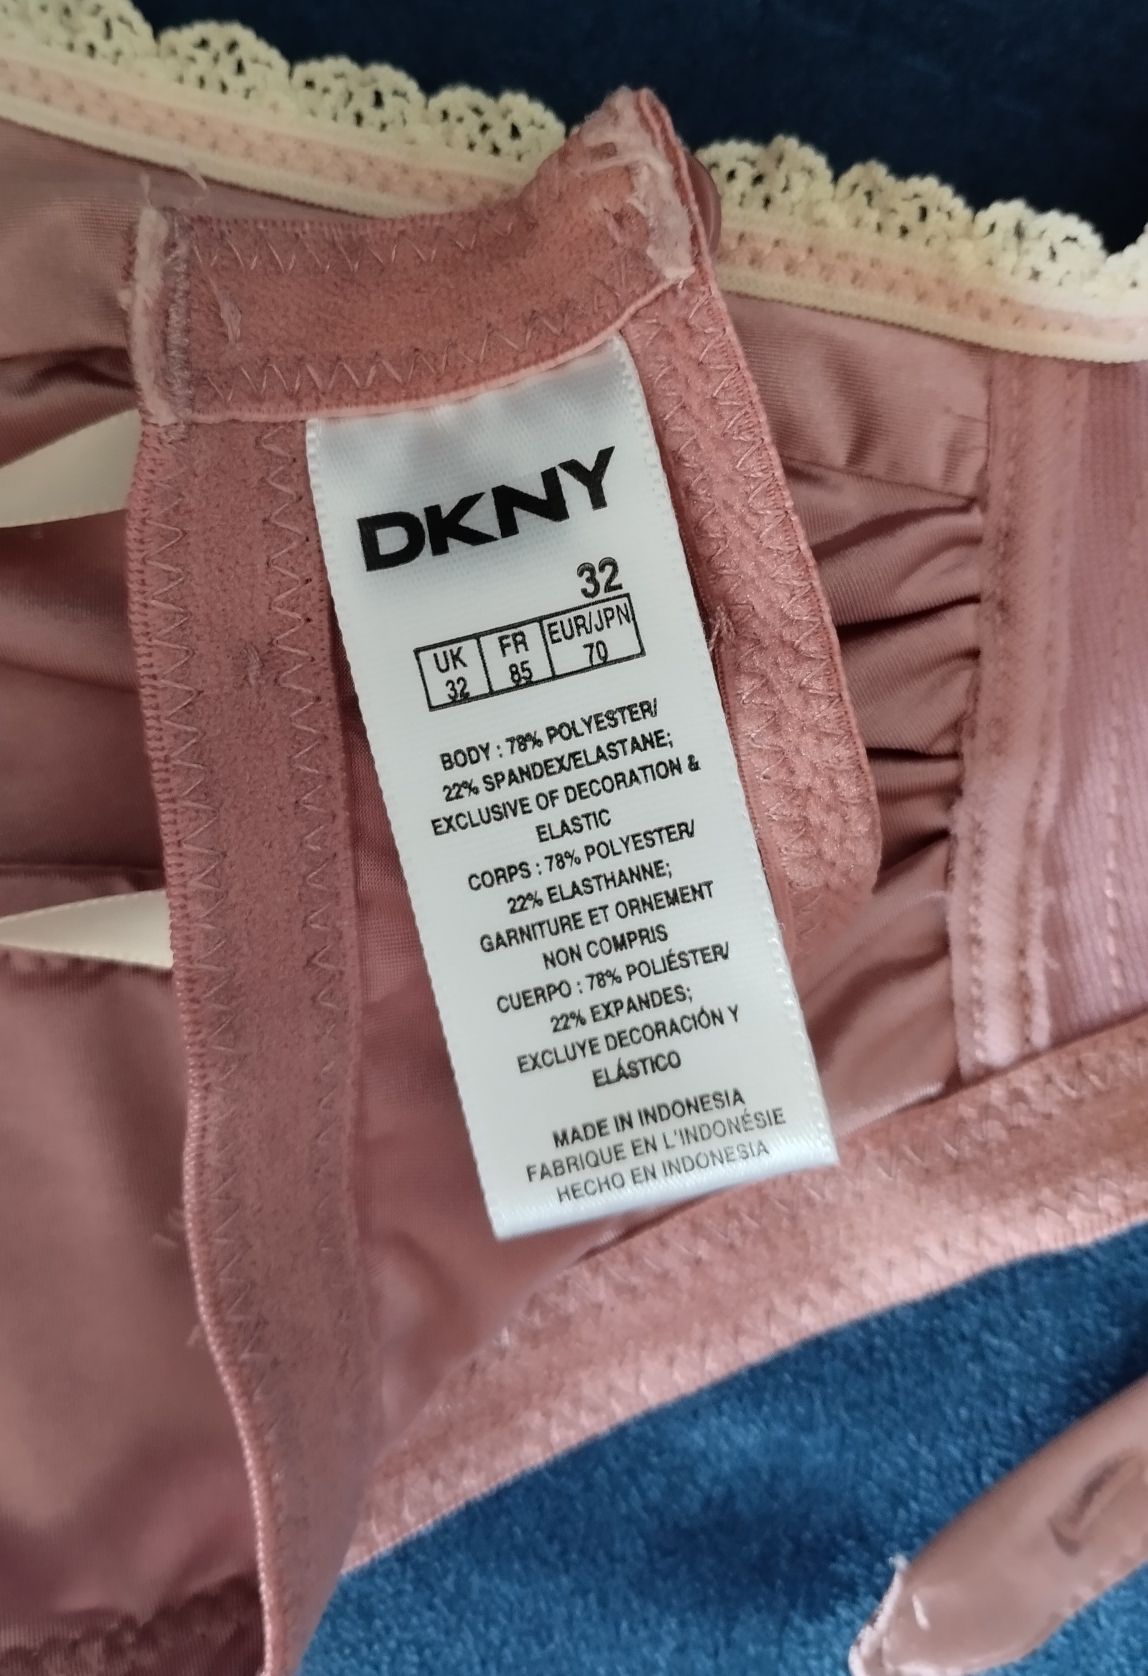 DKNY
32
UK FR EUR/JPN
32 85 70
BODY : 78% POLYESTER/
22% SPANDEX/ELASTANE;
EXCLUSIVE OF DECORATION &
ELASTIC
CORPS : 78% POLYESTER/
22% ELASTHANNE;
GARNITURE ET ORNEMENT
NON COMPRIS
CUERPO : 78% POLIÉSTER/
22% EXPANDES;
EXCLUYE DECORACIÓN Y
ELÁSTICO
MADE IN INDONESIA
FABRIQUE EN L'INDONÉSIE
HECHO EN INDONESIA